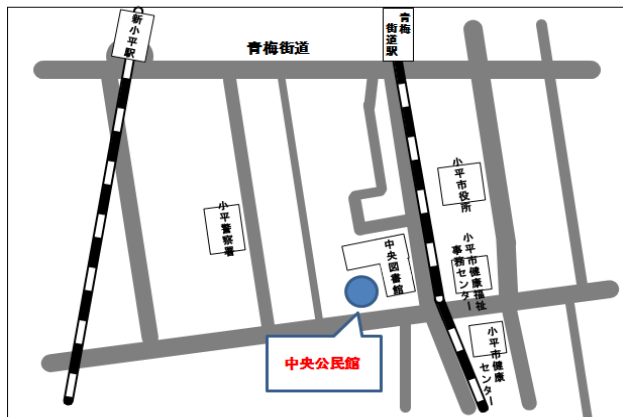 新小平駅
青梅街道
青梅
街道駅
小平市役所
小平警察署
中央図書館
小平市健康福祉
事務センター
小平市健康
センター
中央公民館